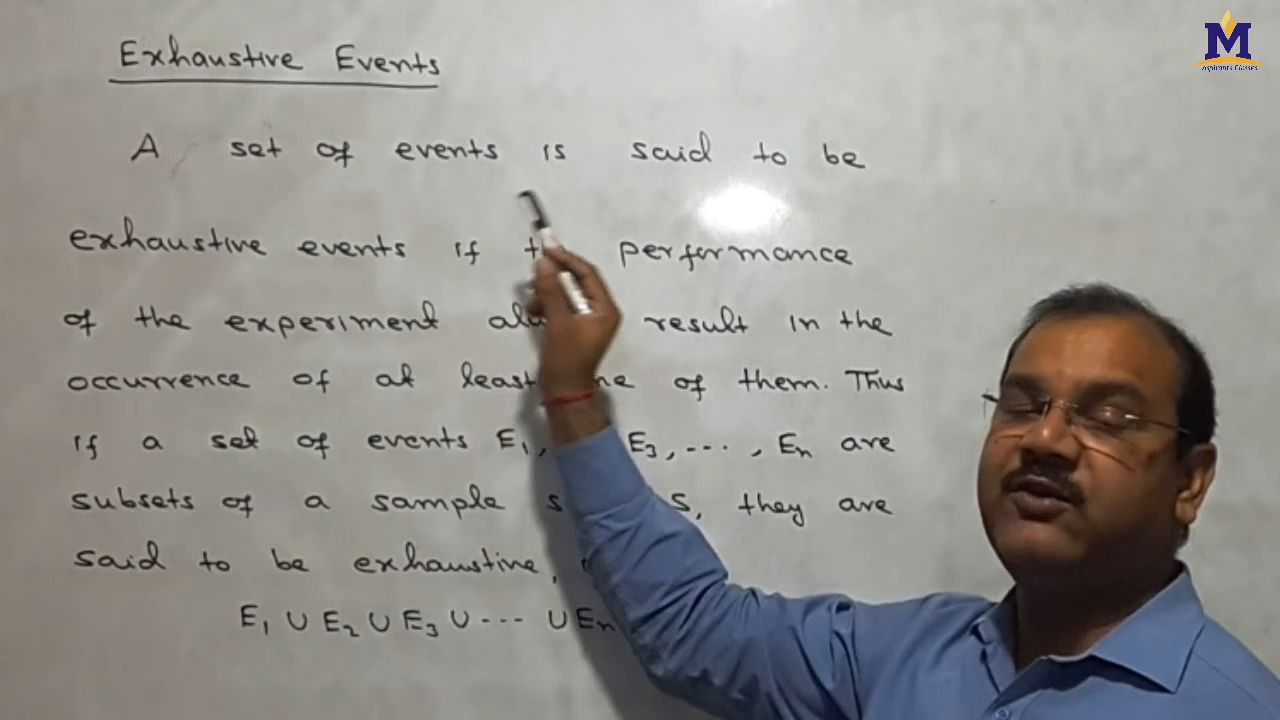 M
Aspirants Classes
Exhaustive Events
A set of events is said to be
exhaustive events if performance
of the experiment result in the
occurrence of at least of them. Thus
if a set of events E₁, E₃, ... , Eₙ are
subsets of a sample S, they are
said to be exhaustive,
E₁ ∪ E₂ ∪ E₃ ∪ ... ∪ Eₙ